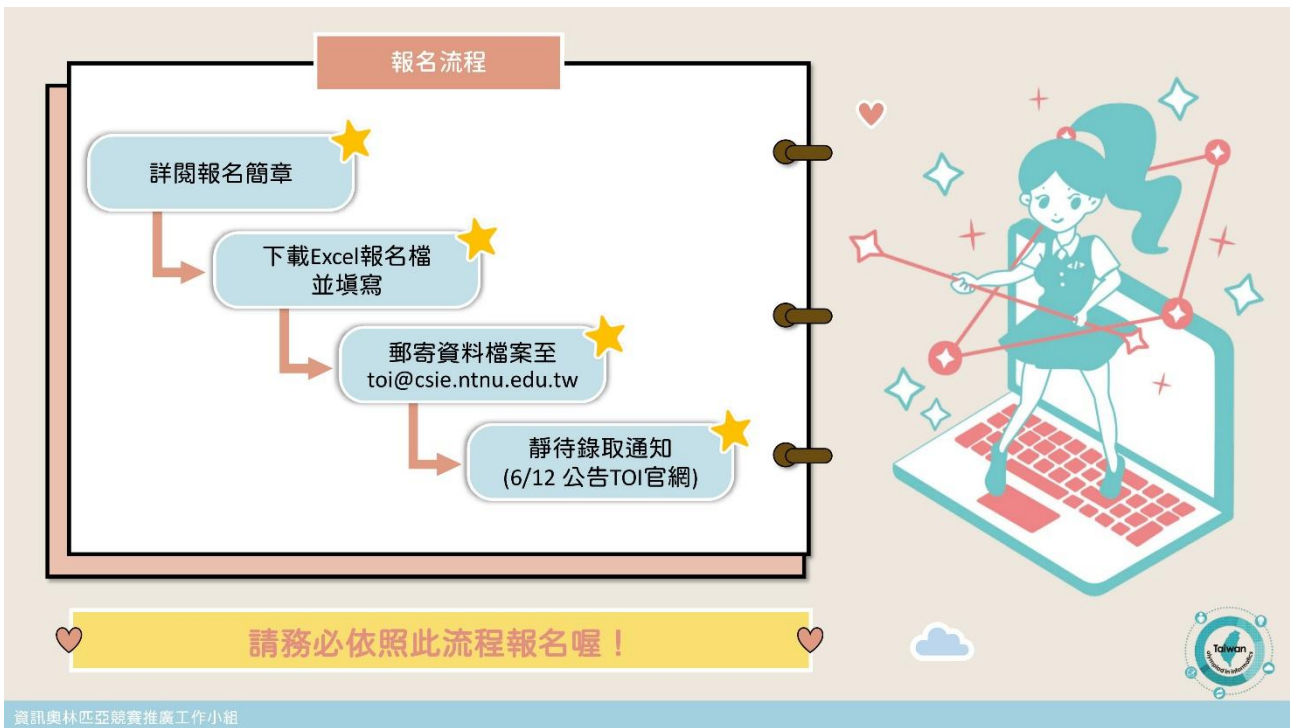 報名流程
詳閱報名簡章
下載Excel報名檔
並填寫
郵寄資料檔案至
toi@csie.ntnu.edu.tw
靜待錄取通知
(6/12 公告TOI官網)
請務必依照此流程報名喔！
Taiwan
olympiad in informatics
資訊奧林匹亞競賽推廣工作小組